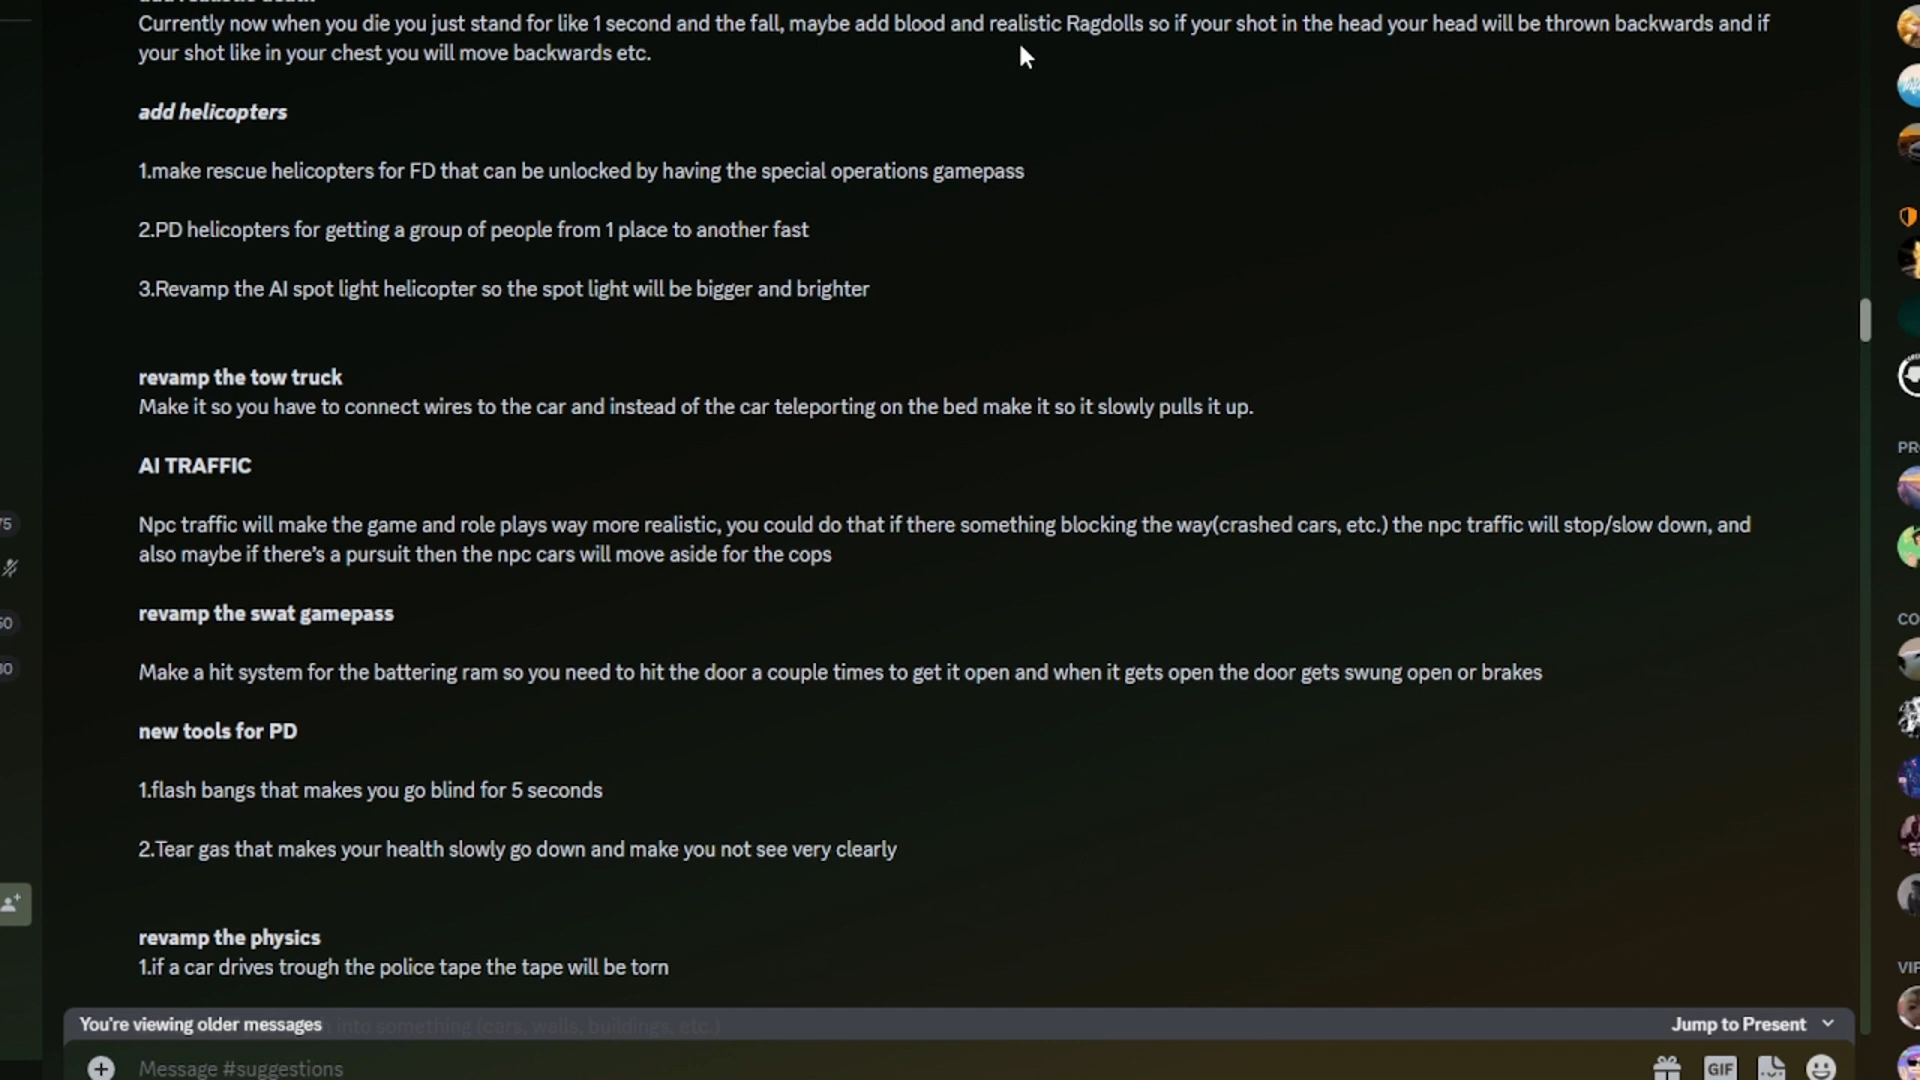 Currently now when you die you just stand for like 1 second and the fall, maybe add blood and realistic Ragdolls so if your shot in the head your head will be thrown backwards and if
your shot like in your chest you will move backwards etc.
add helicopters
1.make rescue helicopters for FD that can be unlocked by having the special operations gamepass
2.PD helicopters for getting a group of people from 1 place to another fast
3.Revamp the AI spot light helicopter so the spot light will be bigger and brighter
revamp the tow truck
Make it so you have to connect wires to the car and instead of the car teleporting on the bed make it so it slowly pulls it up.
AI TRAFFIC
Npc traffic will make the game and role plays way more realistic, you could do that if there something blocking the way(crashed cars, etc.) the npc traffic will stop/slow down, and
also maybe if there's a pursuit then the npc cars will move aside for the cops
revamp the swat gamepass
Make a hit system for the battering ram so you need to hit the door a couple times to get it open and when it gets open the door gets swung open or brakes
new tools for PD
1.flash bangs that makes you go blind for 5 seconds
2.Tear gas that makes your health slowly go down and make you not see very clearly
revamp the physics
1.if a car drives trough the police tape the tape will be torn
into something (cars, walls, buildings, etc.)
You're viewing older messages
Jump to Present
Message #suggestions
GIF
PR
CO
VIP